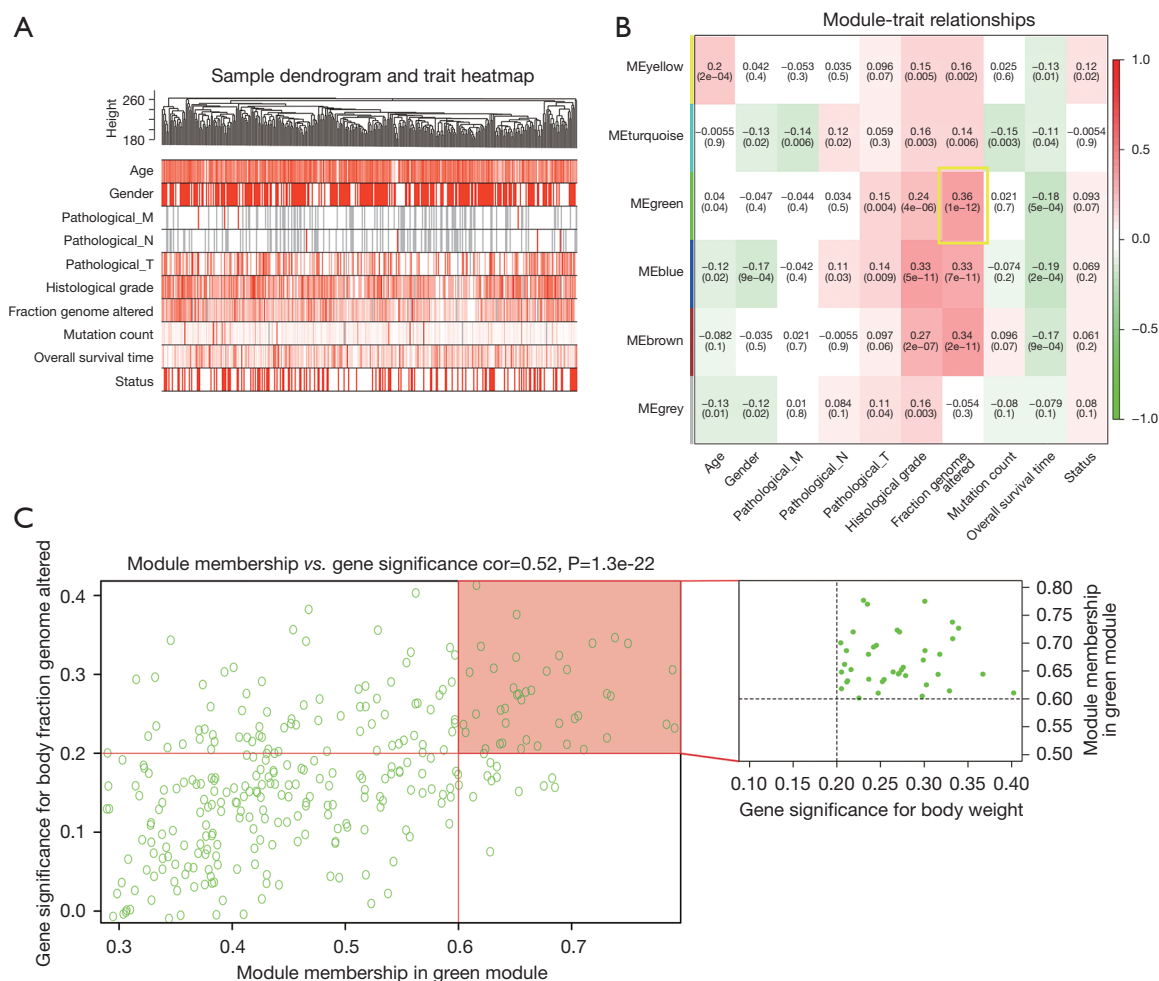 A
Sample dendrogram and trait heatmap
Height
260
180
Age
Gender
Pathological_M
Pathological_N
Pathological_T
Histological grade
Fraction genome altered
Mutation count
Overall survival time
Status
B
Module-trait relationships
MEyellow
0.2 0.042 −0.053 0.035 0.096 0.15 0.16 0.025 −0.13 0.12
(2e−04) (0.4) (0.3) (0.5) (0.07) (0.005) (0.002) (0.6) (0.01) (0.02)
MEturquoise
−0.0055 −0.13 −0.14 0.12 0.059 0.16 0.14 −0.15 −0.11 −0.0054
(0.9) (0.02) (0.006) (0.02) (0.3) (0.003) (0.006) (0.003) (0.04) (0.9)
MEgreen
0.04 −0.047 −0.044 0.034 0.15 0.24 0.36 0.021 −0.18 0.093
(0.04) (0.4) (0.4) (0.5) (0.004) (4e−06) (1e−12) (0.7) (5e−04) (0.07)
MEblue
−0.12 −0.17 −0.042 0.11 0.14 0.33 0.33 −0.074 −0.19 0.069
(0.02) (9e−04) (0.4) (0.03) (0.009) (5e−11) (7e−11) (0.2) (2e−04) (0.2)
MEbrown
−0.082 −0.035 0.021 −0.0055 0.097 0.27 0.34 0.096 −0.17 0.061
(0.1) (0.5) (0.7) (0.9) (0.06) (2e−07) (2e−11) (0.07) (9e−04) (0.2)
MEgrey
−0.13 −0.12 0.01 0.084 0.11 0.16 −0.054 −0.08 −0.079 0.08
(0.01) (0.02) (0.8) (0.1) (0.04) (0.003) (0.3) (0.1) (0.1) (0.1)
Age
Gender
Pathological_M
Pathological_N
Pathological_T
Histological grade
Fraction genome
altered
Mutation count
Overall survival time
Status
1.0
0.5
0.0
−0.5
−1.0
C
Module membership vs. gene significance cor=0.52, P=1.3e-22
Gene significance for body fraction genome altered
0.4
0.3
0.2
0.1
0.0
0.3 0.4 0.5 0.6 0.7
Module membership in green module
0.80
0.75
0.70
0.65
0.60
0.55
0.50
Module membership
in green module
0.10 0.15 0.20 0.25 0.30 0.35 0.40
Gene significance for body weight